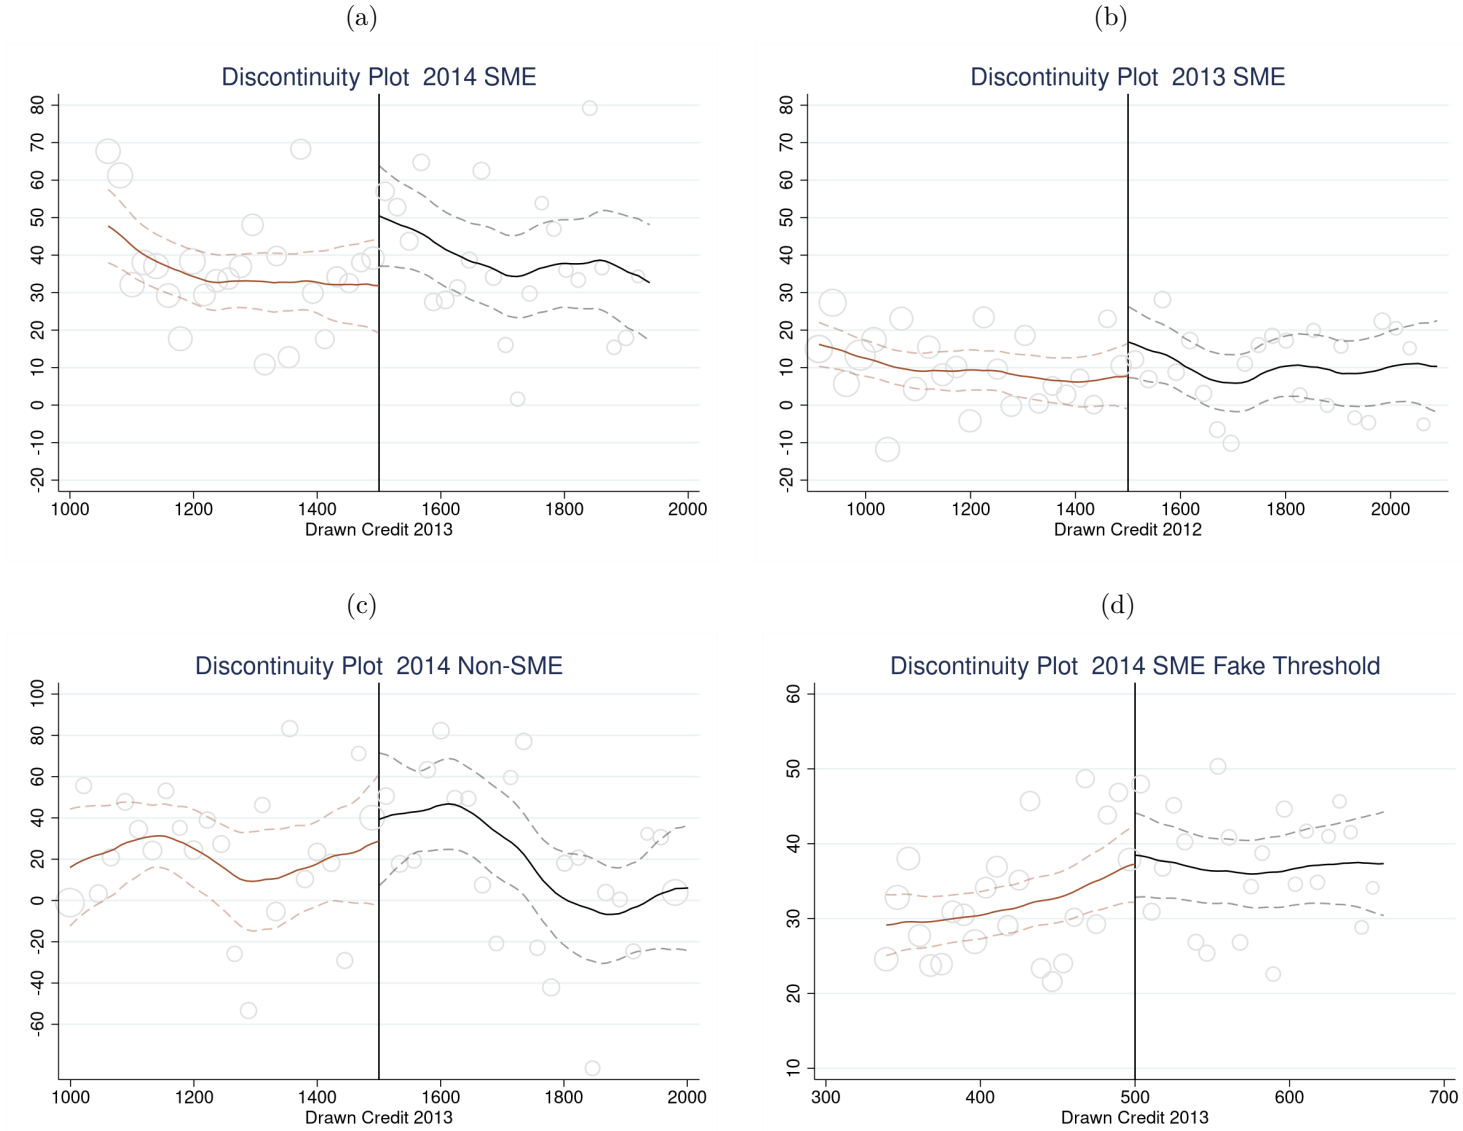 (a)
Discontinuity Plot 2014 SME
80
70
60
50
40
30
20
10
0
-10
-20
1000 1200 1400 1600 1800 2000
Drawn Credit 2013
(b)
Discontinuity Plot 2013 SME
80
70
60
50
40
30
20
10
0
-10
-20
1000 1200 1400 1600 1800 2000
Drawn Credit 2012
(c)
Discontinuity Plot 2014 Non-SME
100
80
60
40
20
0
-20
-40
-60
1000 1200 1400 1600 1800 2000
Drawn Credit 2013
(d)
Discontinuity Plot 2014 SME Fake Threshold
60
50
40
30
20
10
300 400 500 600 700
Drawn Credit 2013